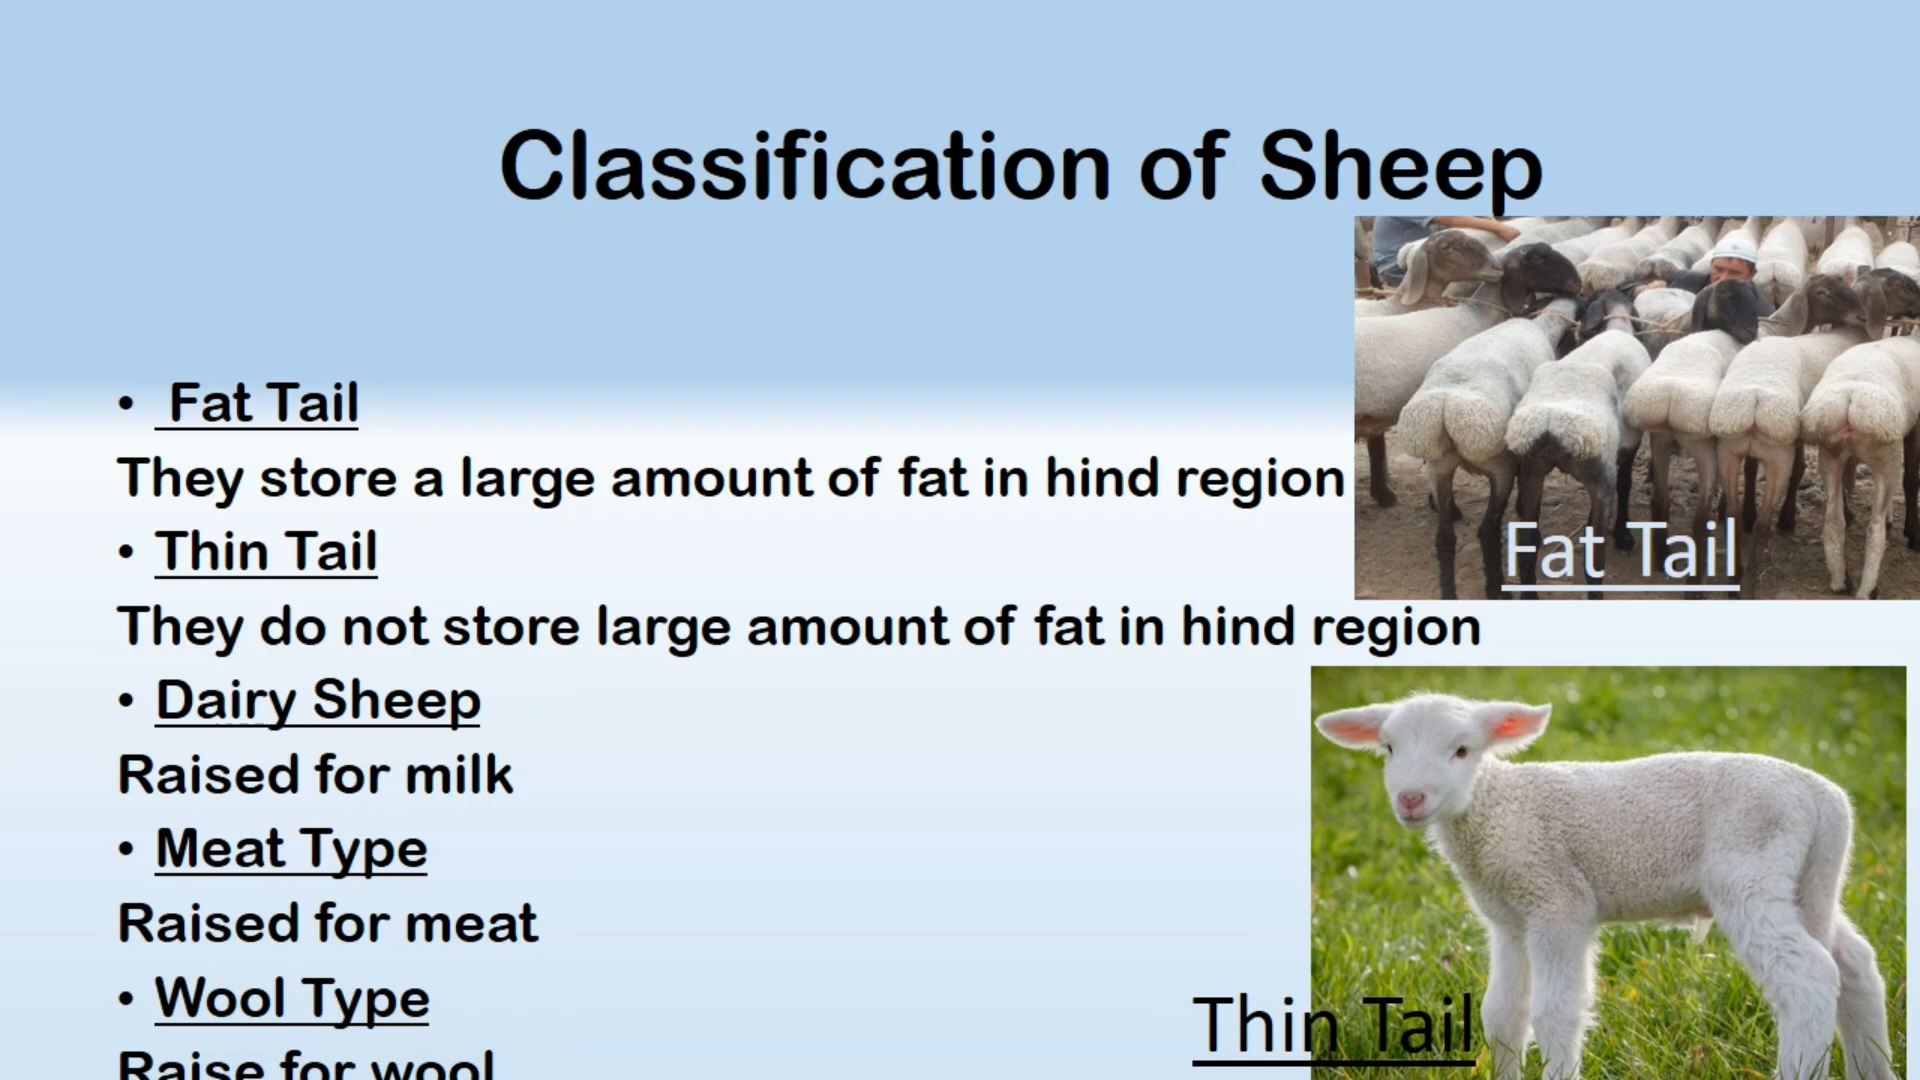 Classification of Sheep
• Fat Tail
They store a large amount of fat in hind region
• Thin Tail
They do not store large amount of fat in hind region
• Dairy Sheep
Raised for milk
• Meat Type
Raised for meat
• Wool Type
Raise for wool
Fat Tail
Thin Tail